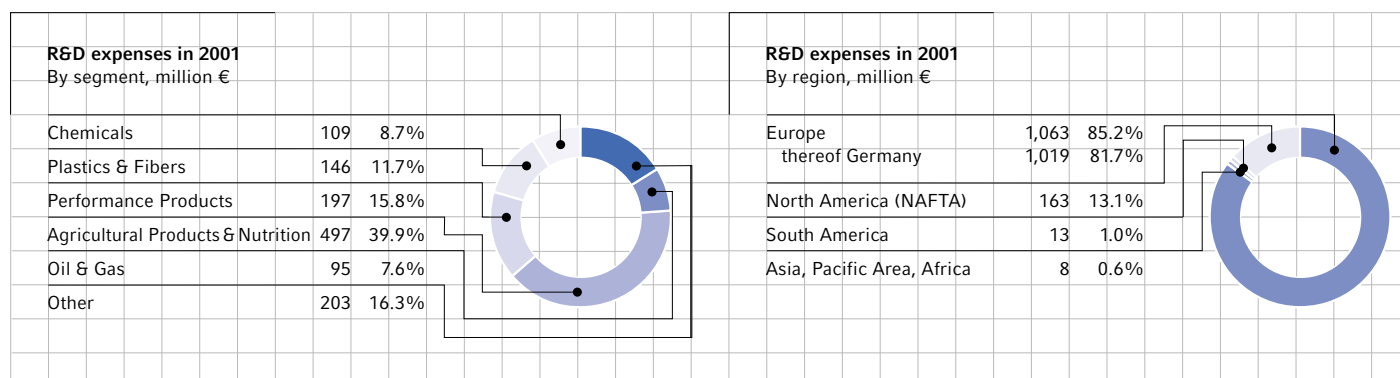 R&D expenses in 2001
By segment, million €
Chemicals 109 8.7%
Plastics & Fibers 146 11.7%
Performance Products 197 15.8%
Agricultural Products & Nutrition 497 39.9%
Oil & Gas 95 7.6%
Other 203 16.3%
R&D expenses in 2001
By region, million €
Europe 1,063 85.2%
thereof Germany 1,019 81.7%
North America (NAFTA) 163 13.1%
South America 13 1.0%
Asia, Pacific Area, Africa 8 0.6%